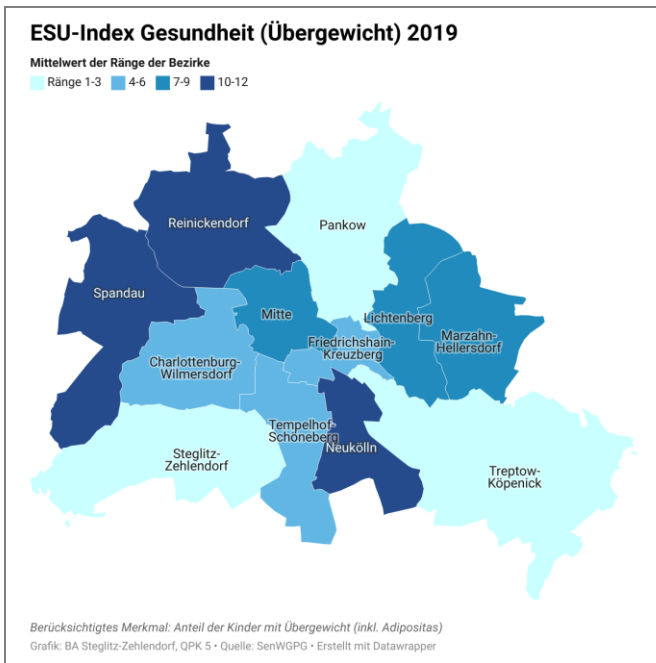 ESU-Index Gesundheit (Übergewicht) 2019
Mittelwert der Ränge der Bezirke
Ränge 1-3 4-6 7-9 10-12
Reinickendorf
Pankow
Spandau
Mitte
Lichtenberg
Marzahn-
Hellersdorf
Friedrichshain-
Kreuzberg
Charlottenburg-
Wilmersdorf
Tempelhof-
Schöneberg
Neukölln
Steglitz-
Zehlendorf
Treptow-
Köpenick
Berücksichtigtes Merkmal: Anteil der Kinder mit Übergewicht (inkl. Adipositas)
Grafik: BA Steglitz-Zehlendorf, QPK 5 • Quelle: SenWGPG • Erstellt mit Datawrapper